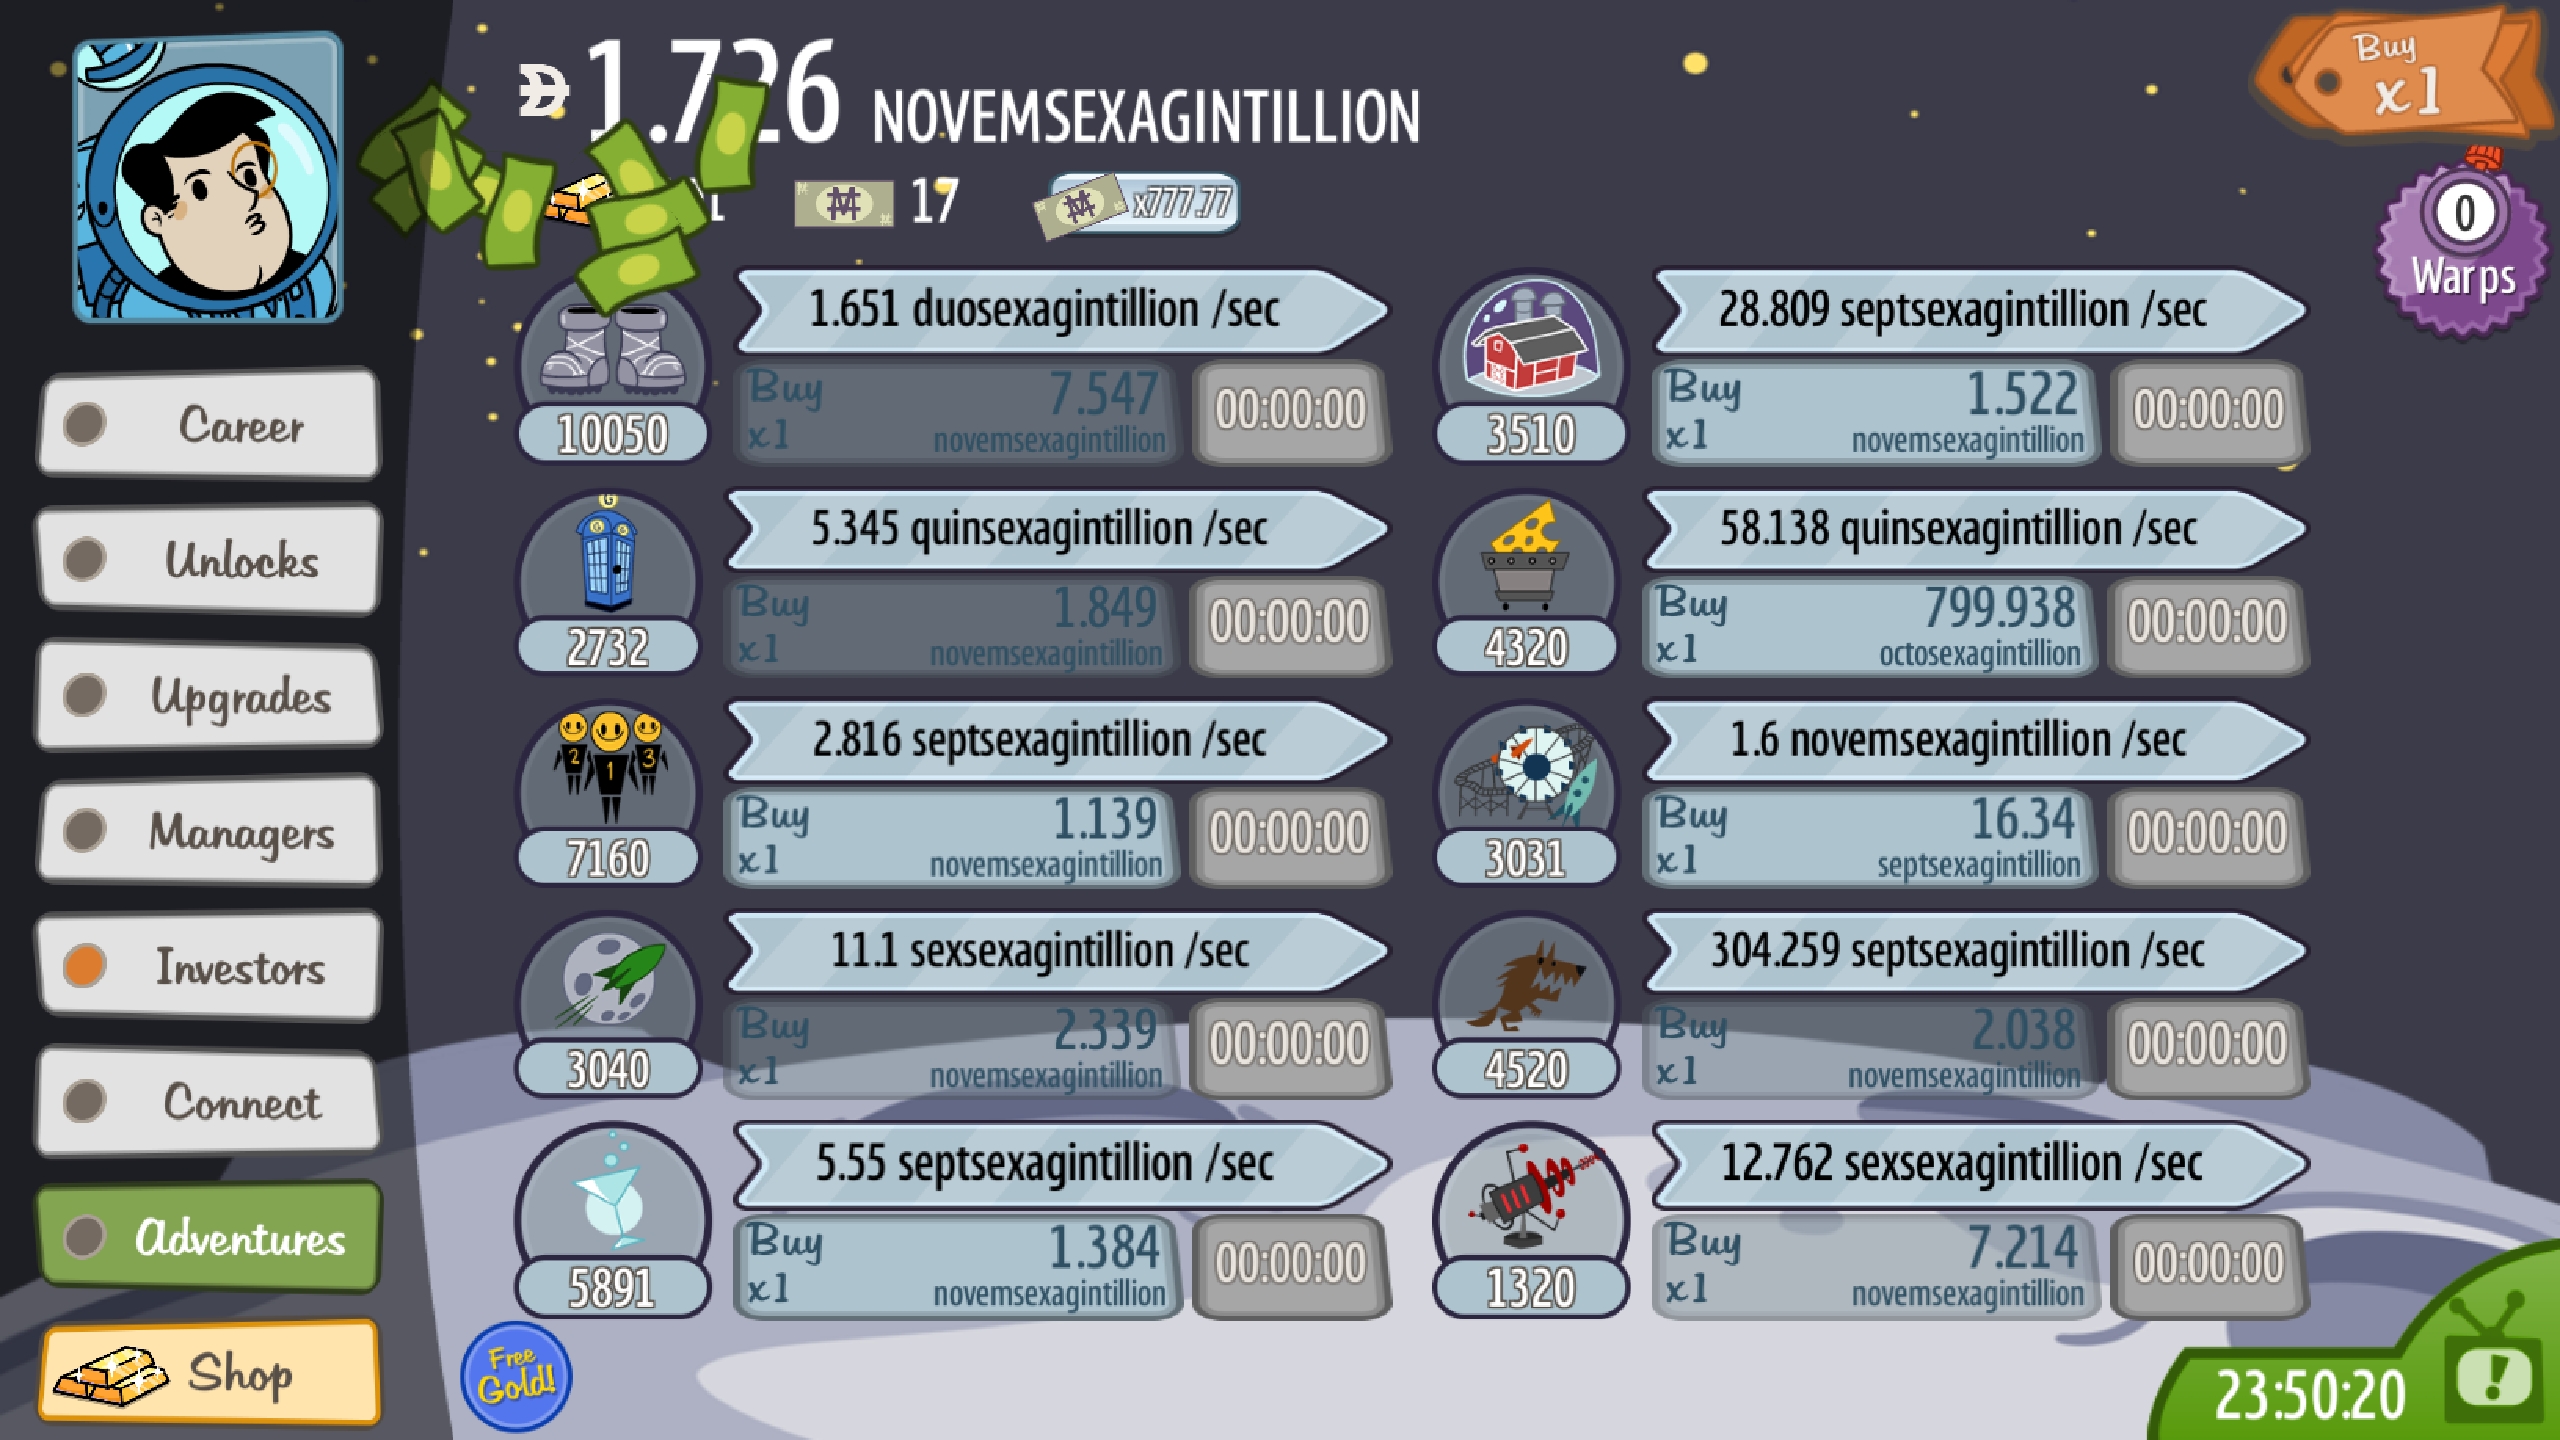 1.726 NOVEMSEXAGINTILLION
17
x777.77
Buy
x1
0
Warps
Career
Unlocks
Upgrades
Managers
Investors
Connect
Adventures
Shop
1.651 duosexagintillion /sec
Buy
x1
7.547
novemsexagintillion
00:00:00
10050
28.809 septsexagintillion /sec
Buy
x1
1.522
novemsexagintillion
00:00:00
3510
G
5.345 quinsexagintillion /sec
Buy
x1
1.849
novemsexagintillion
00:00:00
2732
58.138 quinsexagintillion /sec
Buy
x1
799.938
octosexagintillion
00:00:00
4320
2 1 3
2.816 septsexagintillion /sec
Buy
x1
1.139
novemsexagintillion
00:00:00
7160
1.6 novemsexagintillion /sec
Buy
x1
16.34
septsexagintillion
00:00:00
3031
11.1 sexsexagintillion /sec
Buy
x1
2.339
novemsexagintillion
00:00:00
3040
304.259 septsexagintillion /sec
Buy
x1
2.038
novemsexagintillion
00:00:00
4520
5.55 septsexagintillion /sec
Buy
x1
1.384
novemsexagintillion
00:00:00
5891
12.762 sexsexagintillion /sec
Buy
x1
7.214
novemsexagintillion
00:00:00
1320
Free
Gold!
23:50:20
!